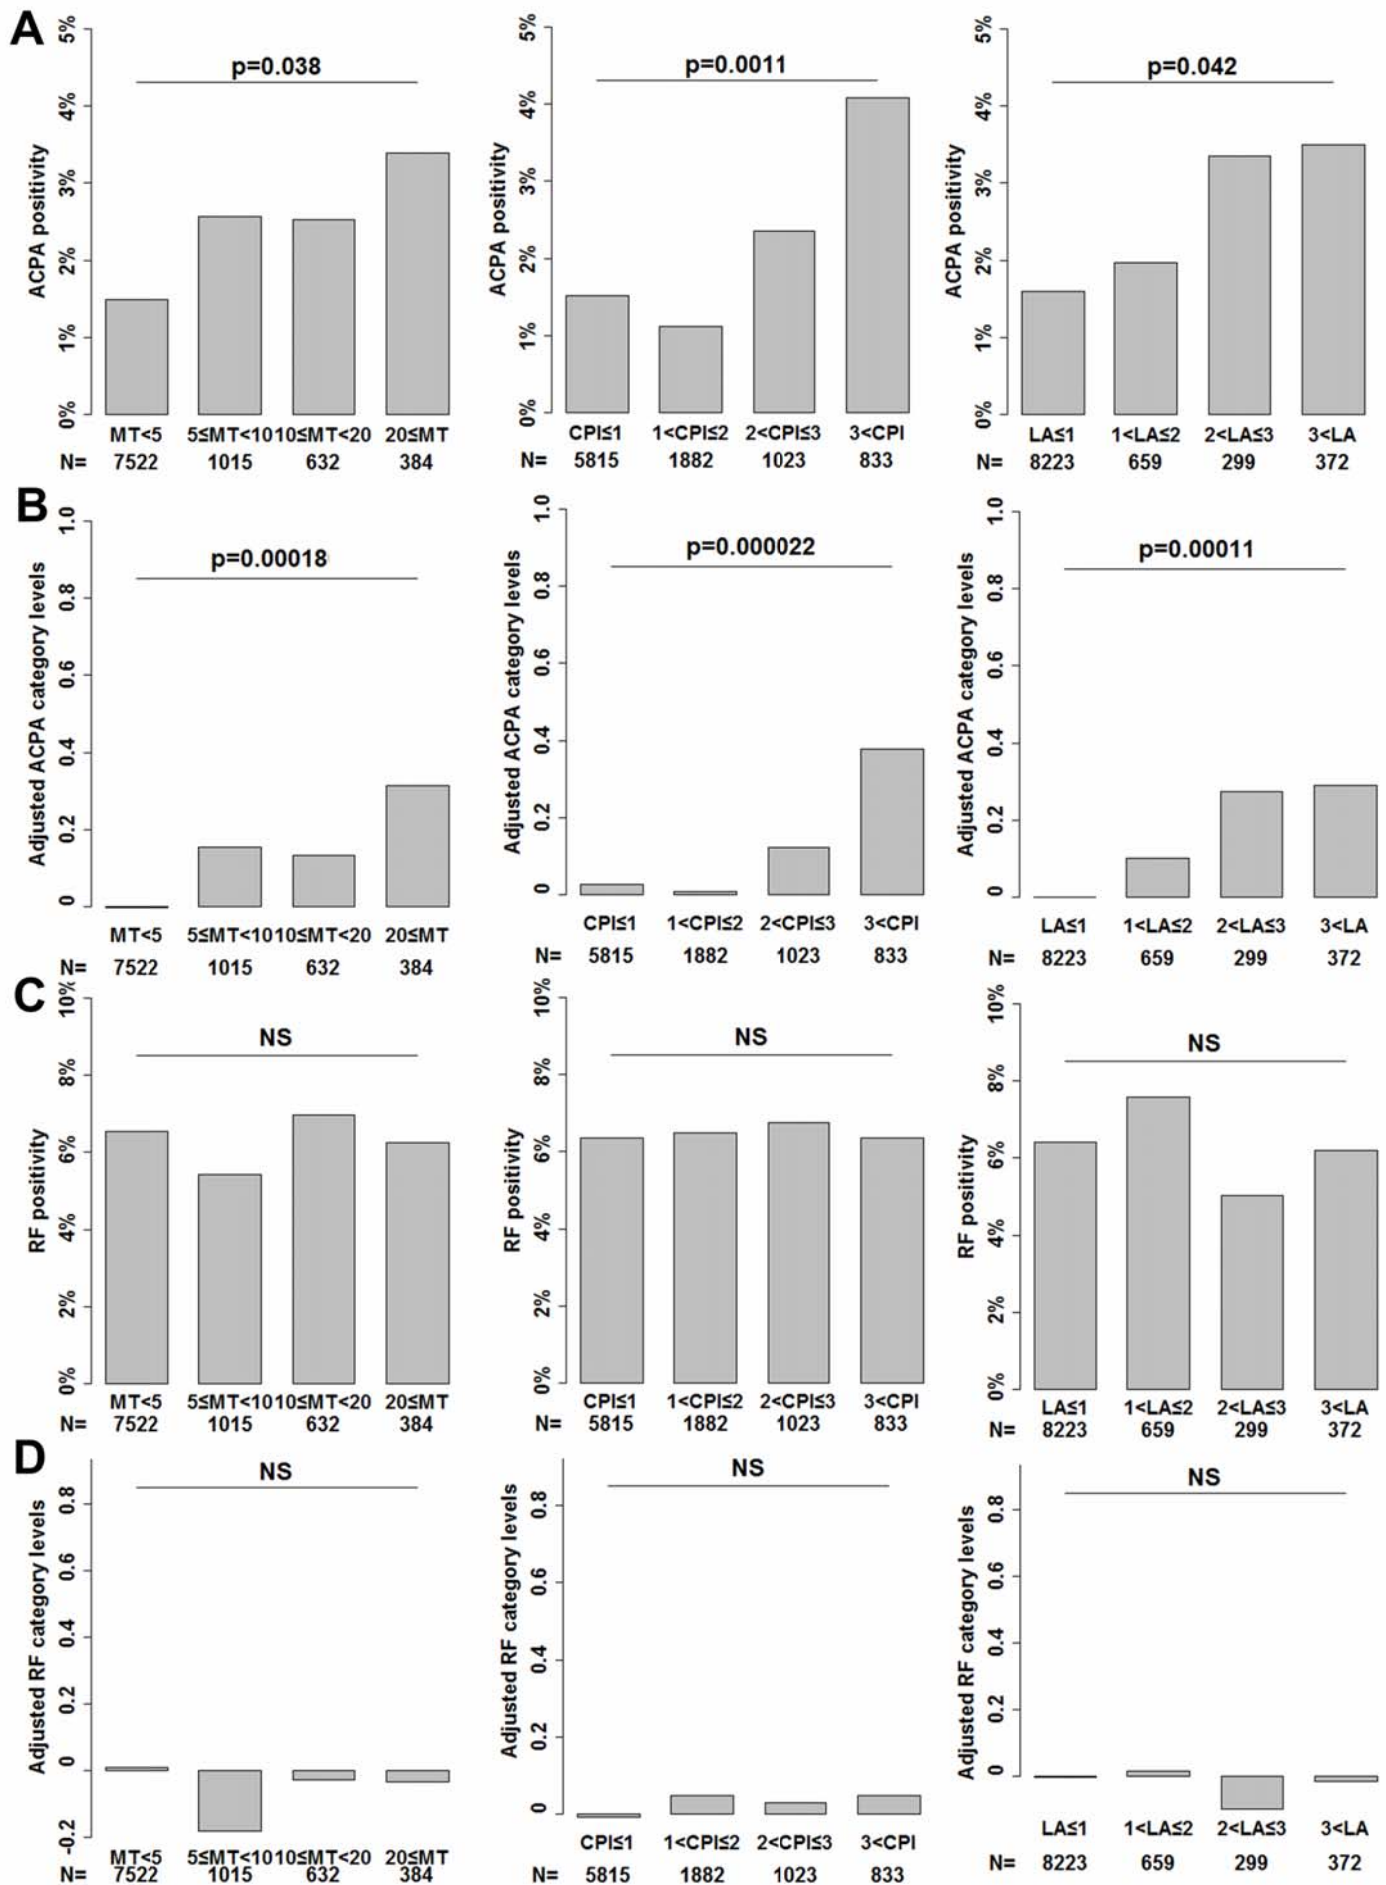 A
5%
4%
3%
2%
1%
0%
ACPA positivity
p=0.038
MT<5 5≤MT<10 10≤MT<20 20≤MT
N= 7522 1015 632 384
5%
4%
3%
2%
1%
0%
ACPA positivity
p=0.0011
CPI≤1 1<CPI≤2 2<CPI≤3 3<CPI
N= 5815 1882 1023 833
5%
4%
3%
2%
1%
0%
ACPA positivity
p=0.042
LA≤1 1<LA≤2 2<LA≤3 3<LA
N= 8223 659 299 372
B
1.0
0.8
0.6
0.4
0.2
0
Adjusted ACPA category levels
p=0.00018
MT<5 5≤MT<10 10≤MT<20 20≤MT
N= 7522 1015 632 384
1.0
0.8
0.6
0.4
0.2
0
Adjusted ACPA category levels
p=0.000022
CPI≤1 1<CPI≤2 2<CPI≤3 3<CPI
N= 5815 1882 1023 833
1.0
0.8
0.6
0.4
0.2
0
Adjusted ACPA category levels
p=0.00011
LA≤1 1<LA≤2 2<LA≤3 3<LA
N= 8223 659 299 372
C
10%
8%
6%
4%
2%
0%
RF positivity
NS
MT<5 5≤MT<10 10≤MT<20 20≤MT
N= 7522 1015 632 384
10%
8%
6%
4%
2%
0%
RF positivity
NS
CPI≤1 1<CPI≤2 2<CPI≤3 3<CPI
N= 5815 1882 1023 833
10%
8%
6%
4%
2%
0%
RF positivity
NS
LA≤1 1<LA≤2 2<LA≤3 3<LA
N= 8223 659 299 372
D
0.8
0.6
0.4
0.2
0
-0.2
Adjusted RF category levels
NS
MT<5 5≤MT<10 10≤MT<20 20≤MT
N= 7522 1015 632 384
0.8
0.6
0.4
0.2
0
Adjusted RF category levels
NS
CPI≤1 1<CPI≤2 2<CPI≤3 3<CPI
N= 5815 1882 1023 833
0.8
0.6
0.4
0.2
0
Adjusted RF category levels
NS
LA≤1 1<LA≤2 2<LA≤3 3<LA
N= 8223 659 299 372